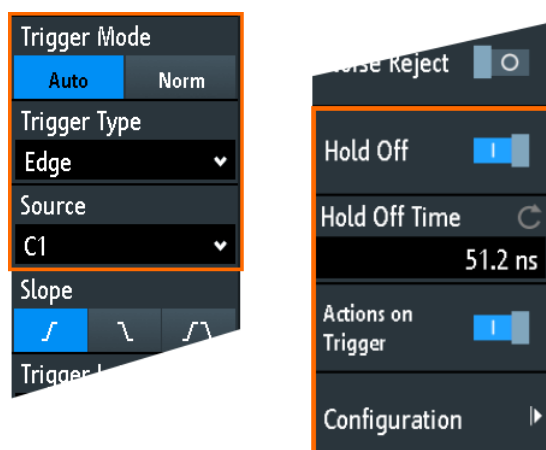 Trigger Mode
Auto Norm
Trigger Type
Edge
Source
C1
Slope
Trigger
Reject
Hold Off
Hold Off Time
51.2 ns
Actions on
Trigger
Configuration